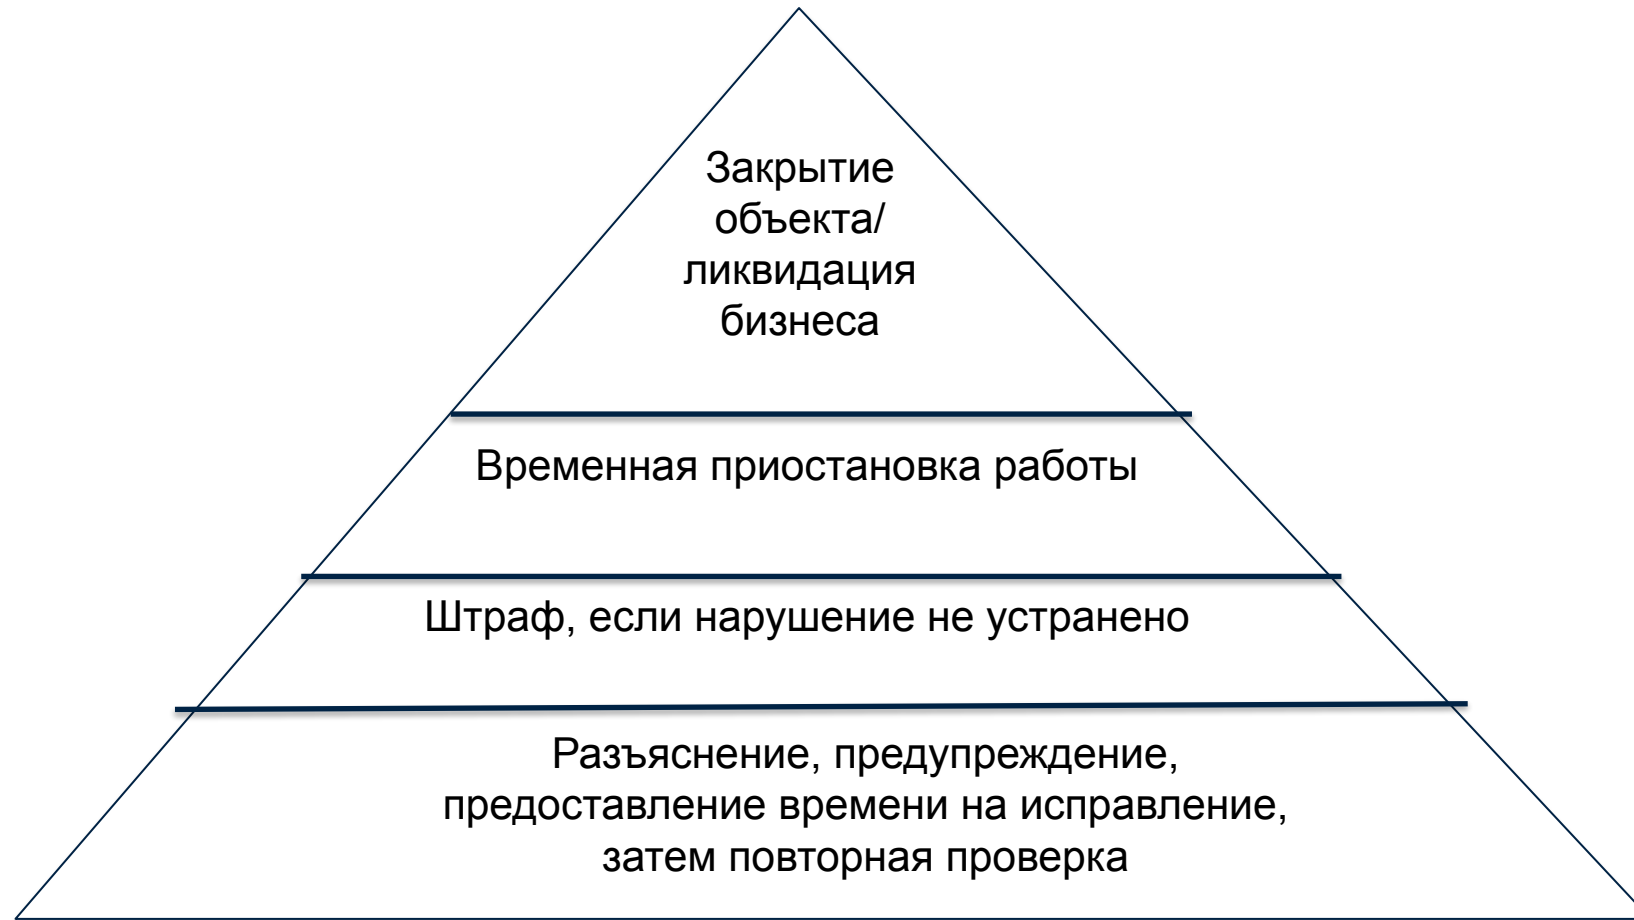 Закрытие
объекта/
ликвидация
бизнеса
Временная приостановка работы
Штраф, если нарушение не устранено
Разъяснение, предупреждение,
предоставление времени на исправление,
затем повторная проверка